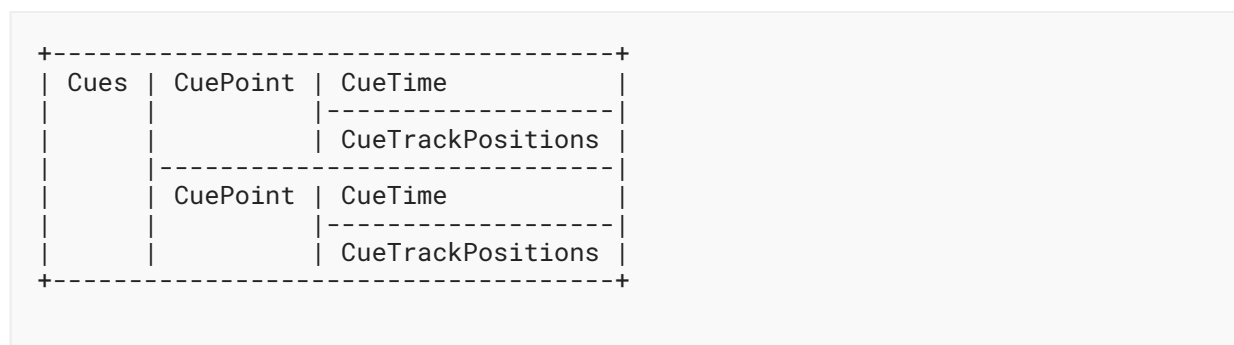 +-------------------------------------+
| Cues | CuePoint | CueTime           |
|      |          |-------------------|
|      |          | CueTrackPositions |
|      |------------------------------|
|      | CuePoint | CueTime           |
|      |          |-------------------|
|      |          | CueTrackPositions |
+-------------------------------------+